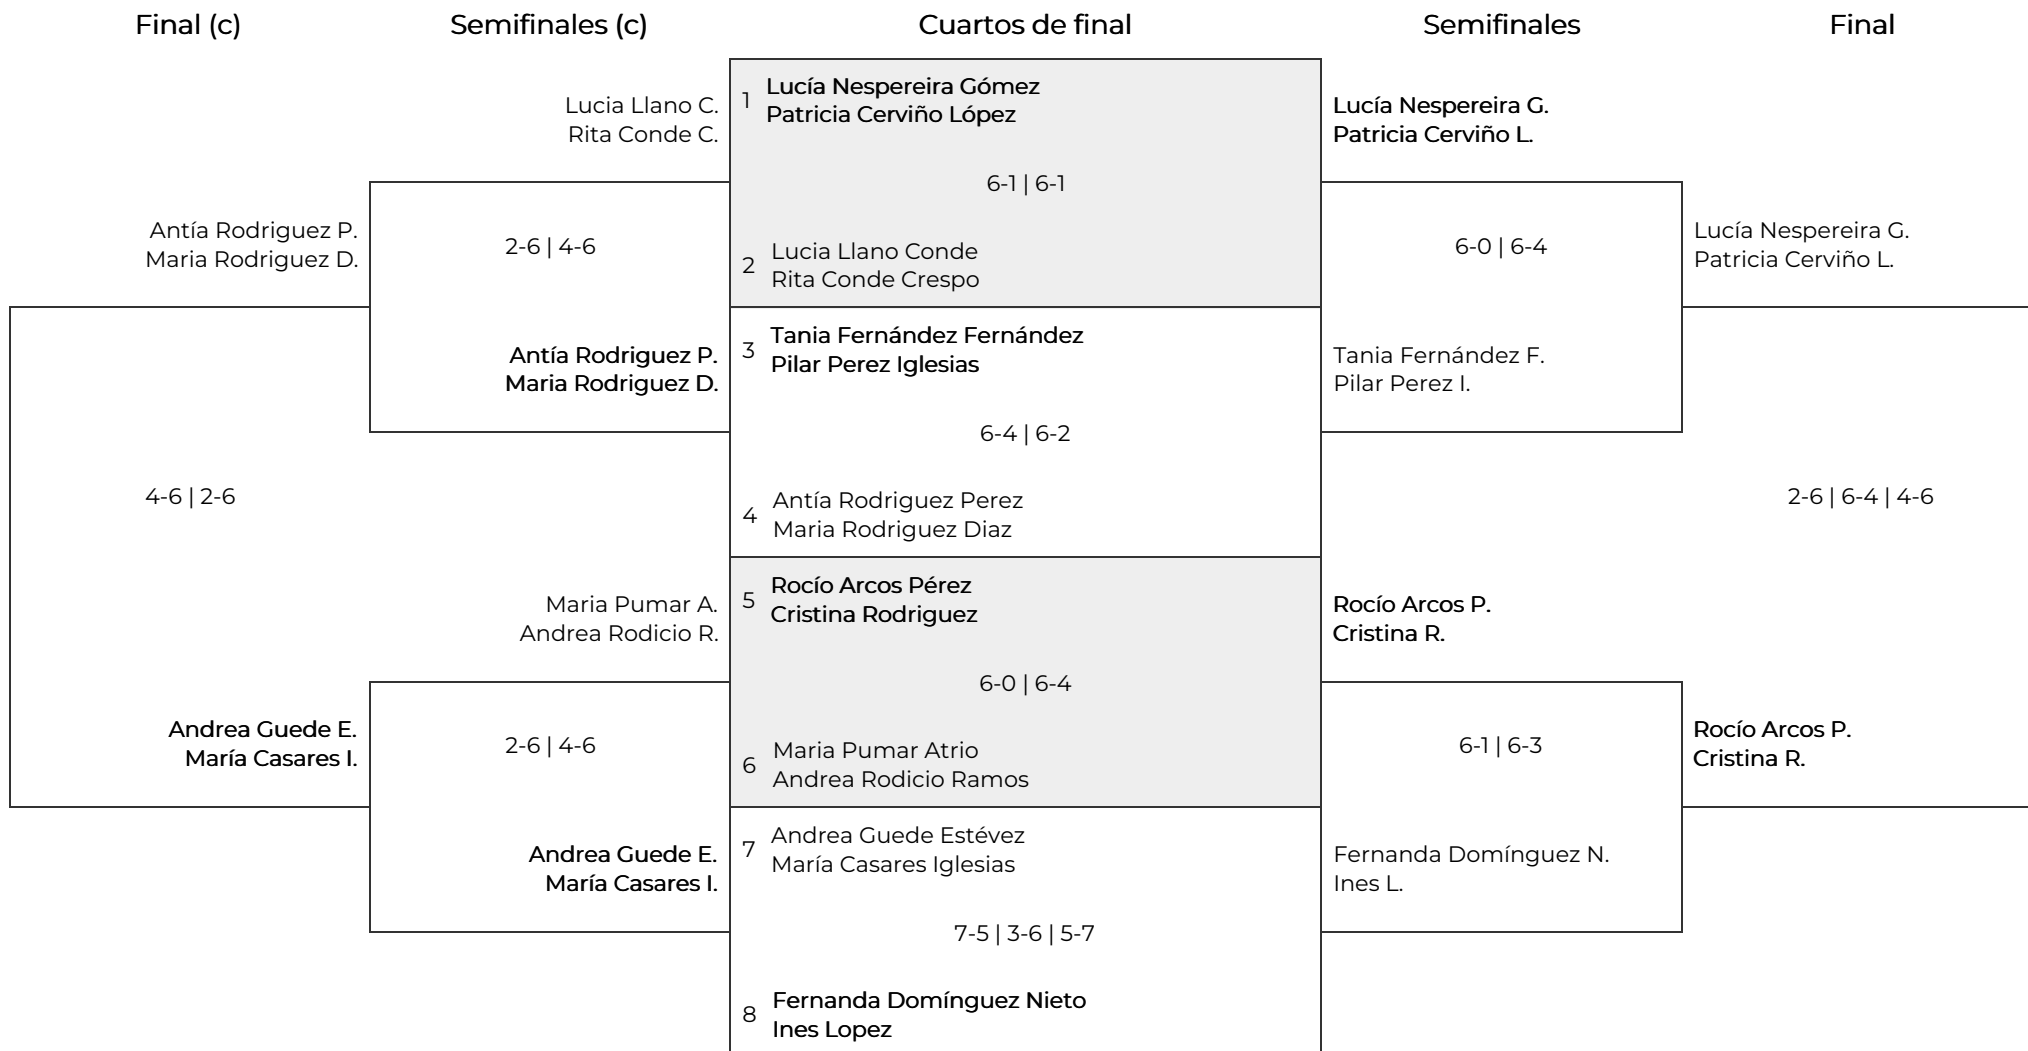 Final (c)
Semifinales (c)
Cuartos de final
Semifinales
Final
Antía Rodriguez P.
Maria Rodriguez D.
4-6 | 2-6
Andrea Guede E.
María Casares I.
Lucia Llano C.
Rita Conde C.
2-6 | 4-6
Antía Rodriguez P.
Maria Rodriguez D.
Maria Pumar A.
Andrea Rodicio R.
2-6 | 4-6
Andrea Guede E.
María Casares I.
1
Lucía Nespereira Gómez
Patricia Cerviño López
6-1 | 6-1
2
Lucia Llano Conde
Rita Conde Crespo
3
Tania Fernández Fernández
Pilar Perez Iglesias
6-4 | 6-2
4
Antía Rodriguez Perez
Maria Rodriguez Diaz
5
Rocío Arcos Pérez
Cristina Rodriguez
6-0 | 6-4
6
Maria Pumar Atrio
Andrea Rodicio Ramos
7
Andrea Guede Estévez
María Casares Iglesias
7-5 | 3-6 | 5-7
8
Fernanda Domínguez Nieto
Ines Lopez
Lucía Nespereira G.
Patricia Cerviño L.
6-0 | 6-4
Tania Fernández F.
Pilar Perez I.
Rocío Arcos P.
Cristina R.
6-1 | 6-3
Fernanda Domínguez N.
Ines L.
Lucía Nespereira G.
Patricia Cerviño L.
2-6 | 6-4 | 4-6
Rocío Arcos P.
Cristina R.